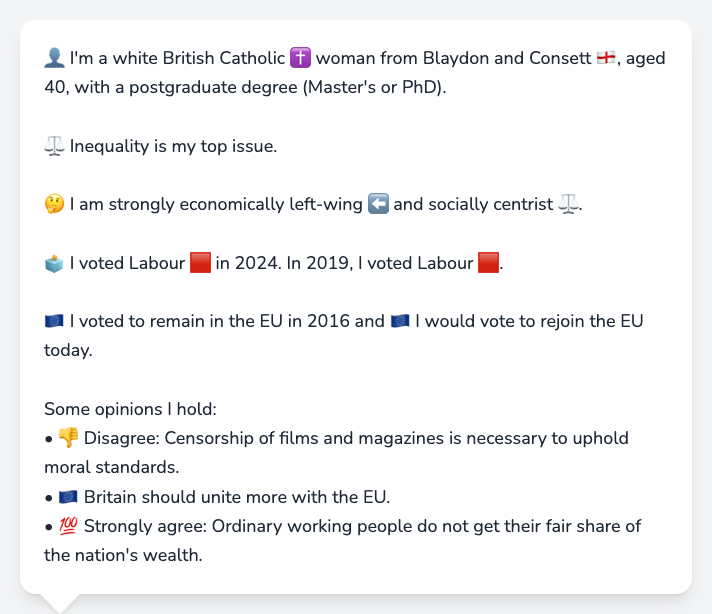 👤 I'm a white British Catholic ✝️ woman from Blaydon and Consett 🏴󠁧󠁢󠁥󠁮󠁧󠁿, aged
40, with a postgraduate degree (Master's or PhD).
⚖️ Inequality is my top issue.
🤔 I am strongly economically left-wing ⬅️ and socially centrist ⚖️.
🗳️ I voted Labour 🟥 in 2024. In 2019, I voted Labour 🟥.
🇪🇺 I voted to remain in the EU in 2016 and 🇪🇺 I would vote to rejoin the EU
today.
Some opinions I hold:
• 👎 Disagree: Censorship of films and magazines is necessary to uphold
moral standards.
• 🇪🇺 Britain should unite more with the EU.
• 💯 Strongly agree: Ordinary working people do not get their fair share of
the nation's wealth.